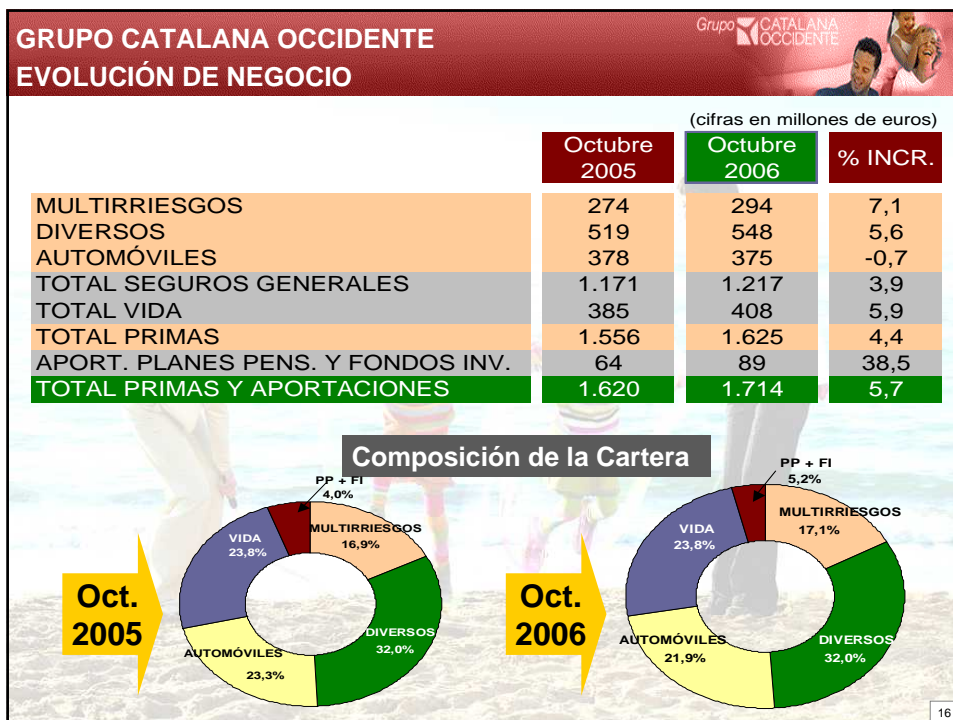 GRUPO CATALANA OCCIDENTE
EVOLUCIÓN DE NEGOCIO
Grupo CATALANA
OCCIDENTE
(cifras en millones de euros)
Octubre 2005 Octubre 2006 % INCR.
MULTIRRIESGOS 274 294 7,1
DIVERSOS 519 548 5,6
AUTOMÓVILES 378 375 -0,7
TOTAL SEGUROS GENERALES 1.171 1.217 3,9
TOTAL VIDA 385 408 5,9
TOTAL PRIMAS 1.556 1.625 4,4
APORT. PLANES PENS. Y FONDOS INV. 64 89 38,5
TOTAL PRIMAS Y APORTACIONES 1.620 1.714 5,7
Composición de la Cartera
Oct.
2005
PP + FI
4,0%
MULTIRRIESGOS
16,9%
VIDA
23,8%
DIVERSOS
32,0%
AUTOMÓVILES
23,3%
Oct.
2006
PP + FI
5,2%
MULTIRRIESGOS
17,1%
VIDA
23,8%
AUTOMÓVILES
21,9%
DIVERSOS
32,0%
16